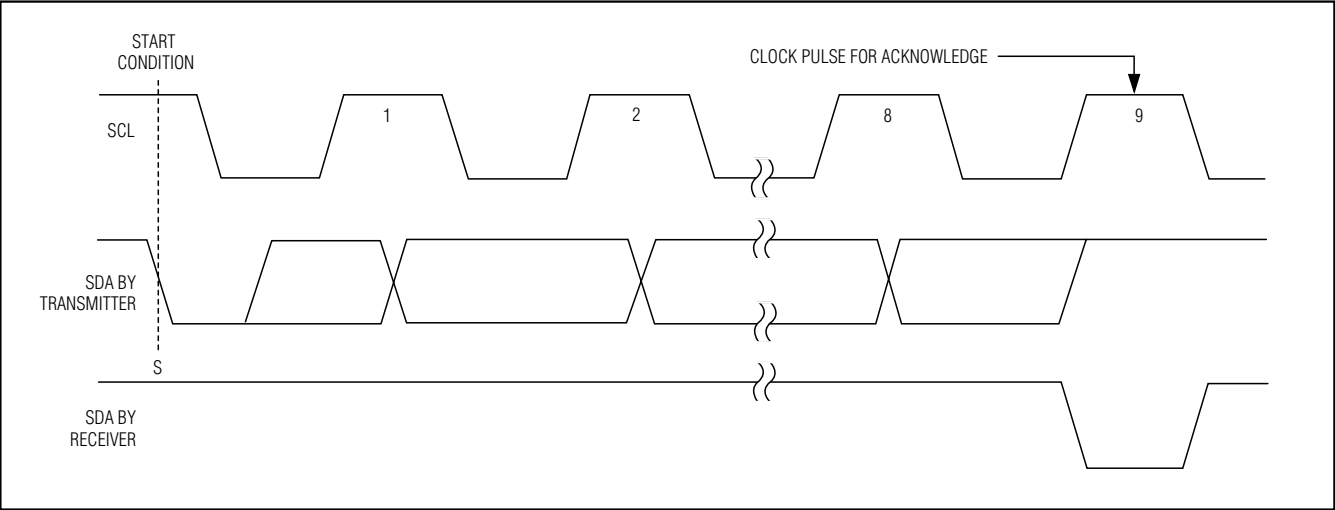 START
CONDITION
CLOCK PULSE FOR ACKNOWLEDGE
SCL
1
2
8
9
SDA BY
TRANSMITTER
S
SDA BY
RECEIVER